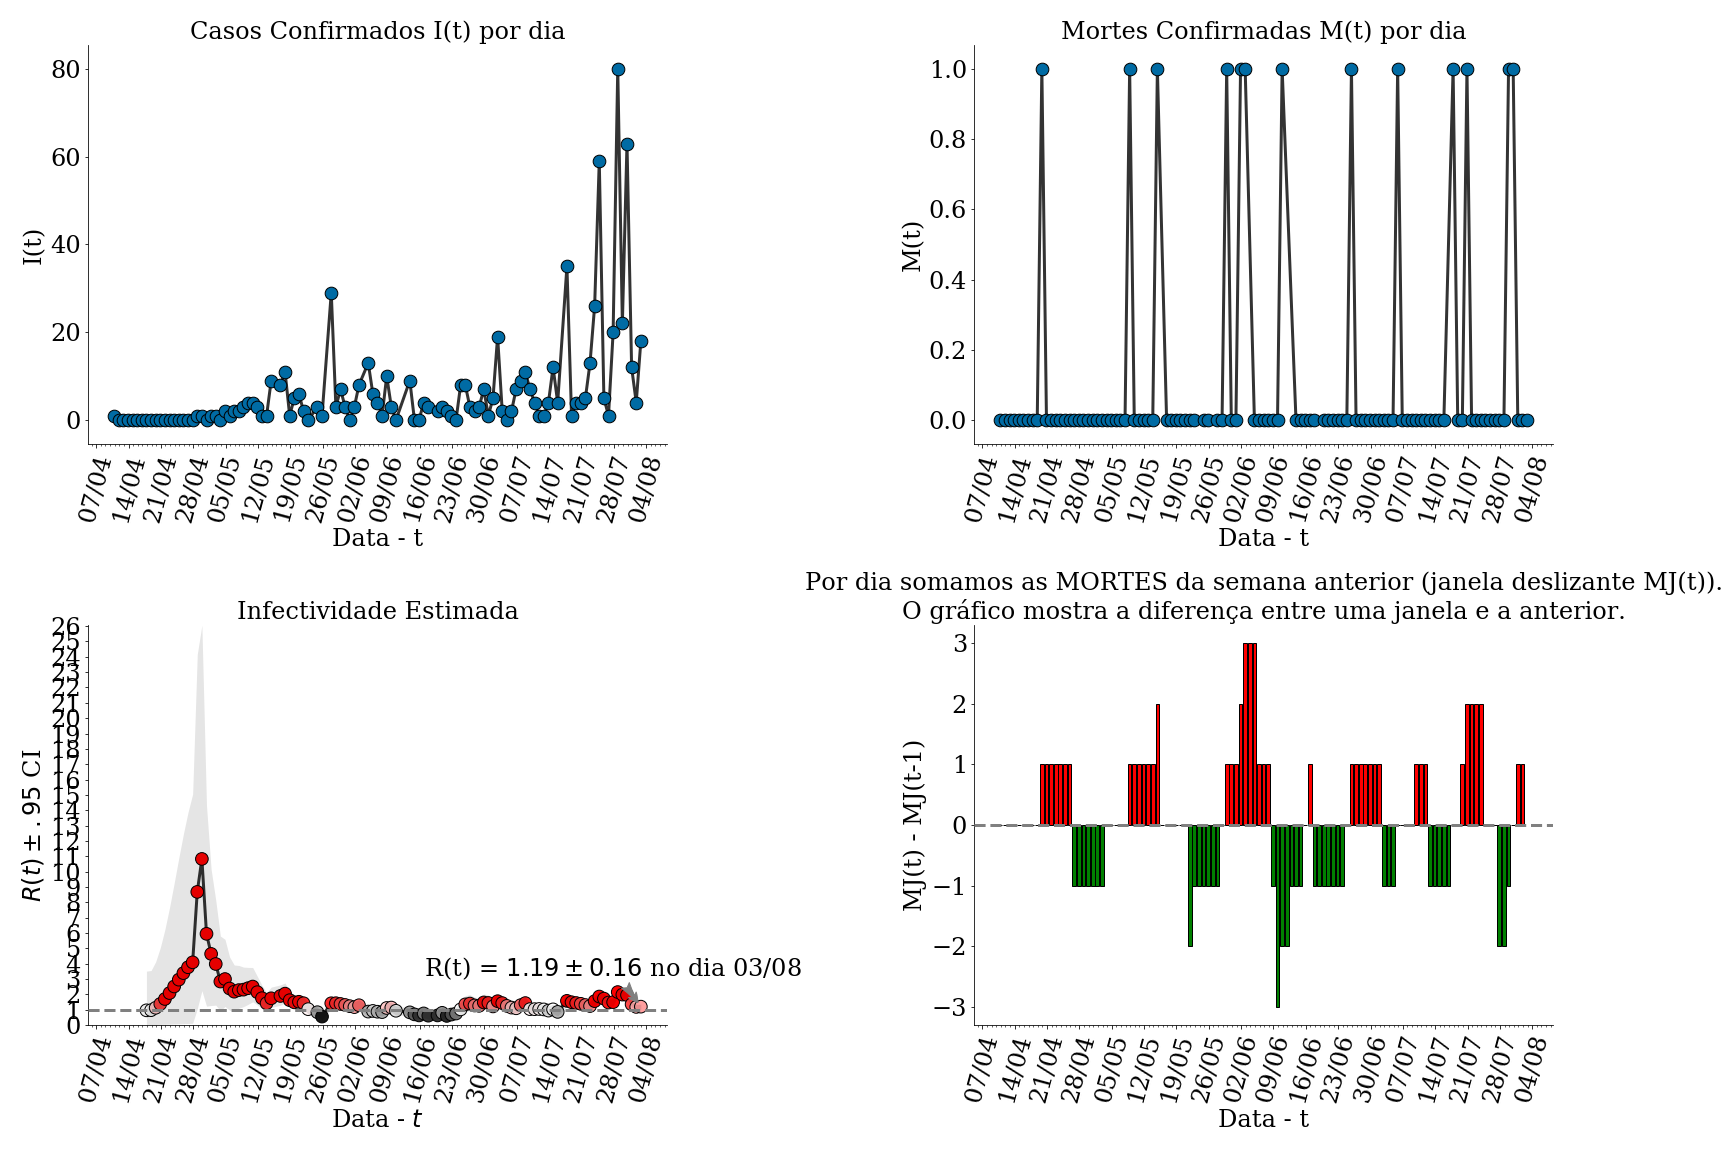 Casos Confirmados I(t) por dia
I(t)
80
60
40
20
0
07/04 14/04 21/04 28/04 05/05 12/05 19/05 26/05 02/06 09/06 16/06 23/06 30/06 07/07 14/07 21/07 28/07 04/08
Data - t
Mortes Confirmadas M(t) por dia
M(t)
1.0
0.8
0.6
0.4
0.2
0.0
07/04 14/04 21/04 28/04 05/05 12/05 19/05 26/05 02/06 09/06 16/06 23/06 30/06 07/07 14/07 21/07 28/07 04/08
Data - t
Infectividade Estimada
R(t) ± .95 CI
26
25
24
23
22
21
20
19
18
17
16
15
14
13
12
11
10
9
8
7
6
5
4
3
2
1
0
R(t) = 1.19 ± 0.16 no dia 03/08
07/04 14/04 21/04 28/04 05/05 12/05 19/05 26/05 02/06 09/06 16/06 23/06 30/06 07/07 14/07 21/07 28/07 04/08
Data - t
Por dia somamos as MORTES da semana anterior (janela deslizante MJ(t)).
O gráfico mostra a diferença entre uma janela e a anterior.
MJ(t) - MJ(t-1)
3
2
1
0
−1
−2
−3
07/04 14/04 21/04 28/04 05/05 12/05 19/05 26/05 02/06 09/06 16/06 23/06 30/06 07/07 14/07 21/07 28/07 04/08
Data - t